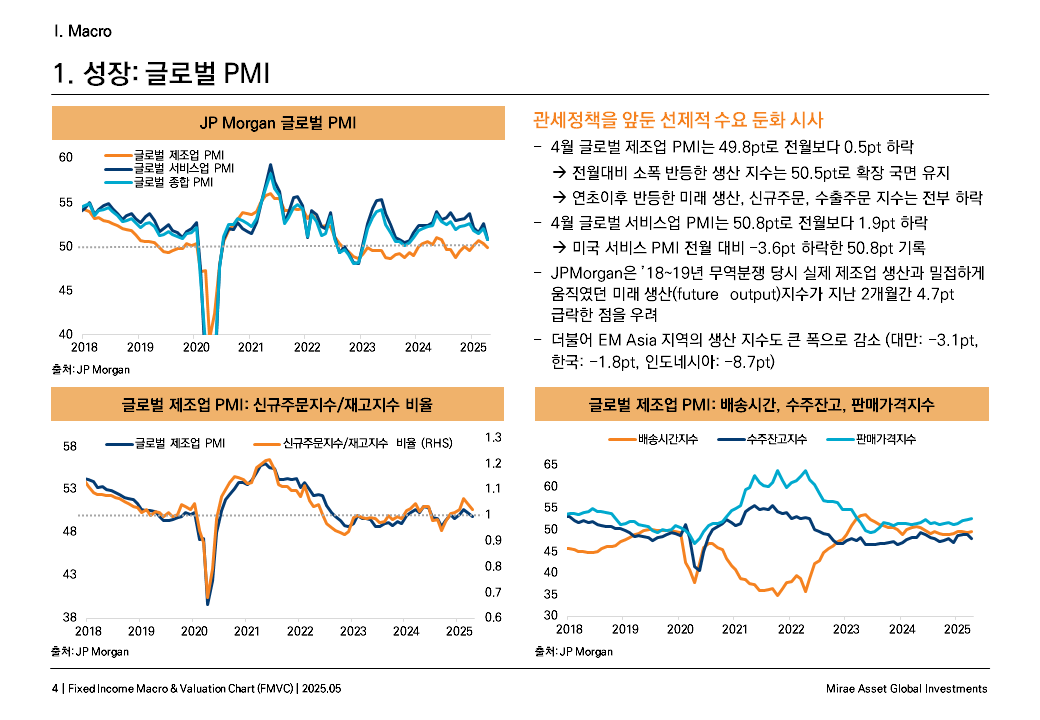 I. Macro
1. 성장: 글로벌 PMI
JP Morgan 글로벌 PMI
글로벌 제조업 PMI
글로벌 서비스업 PMI
글로벌 종합 PMI
60
55
50
45
40
2018 2019 2020 2021 2022 2023 2024 2025
출처: JP Morgan
관세정책을 앞둔 선제적 수요 둔화 시사
- 4월 글로벌 제조업 PMI는 49.8pt로 전월보다 0.5pt 하락
→ 전월대비 소폭 반등한 생산 지수는 50.5pt로 확장 국면 유지
→ 연초이후 반등한 미래 생산, 신규주문, 수출주문 지수는 전부 하락
- 4월 글로벌 서비스업 PMI는 50.8pt로 전월보다 1.9pt 하락
→ 미국 서비스 PMI 전월 대비 -3.6pt 하락한 50.8pt 기록
- JPMorgan은 '18~19년 무역분쟁 당시 실제 제조업 생산과 밀접하게
움직였던 미래 생산(future output)지수가 지난 2개월간 4.7pt
급락한 점을 우려
- 더불어 EM Asia 지역의 생산 지수도 큰 폭으로 감소 (대만: -3.1pt,
한국: -1.8pt, 인도네시아: -8.7pt)
글로벌 제조업 PMI: 신규주문지수/재고지수 비율
글로벌 제조업 PMI 신규주문지수/재고지수 비율 (RHS)
58
53
48
43
38
1.3
1.2
1.1
1
0.9
0.8
0.7
0.6
2018 2019 2020 2021 2022 2023 2024 2025
출처: JP Morgan
글로벌 제조업 PMI: 배송시간, 수주잔고, 판매가격지수
배송시간지수 수주잔고지수 판매가격지수
65
60
55
50
45
40
35
30
2018 2019 2020 2021 2022 2023 2024 2025
출처: JP Morgan
4 | Fixed Income Macro & Valuation Chart (FMVC) | 2025.05
Mirae Asset Global Investments